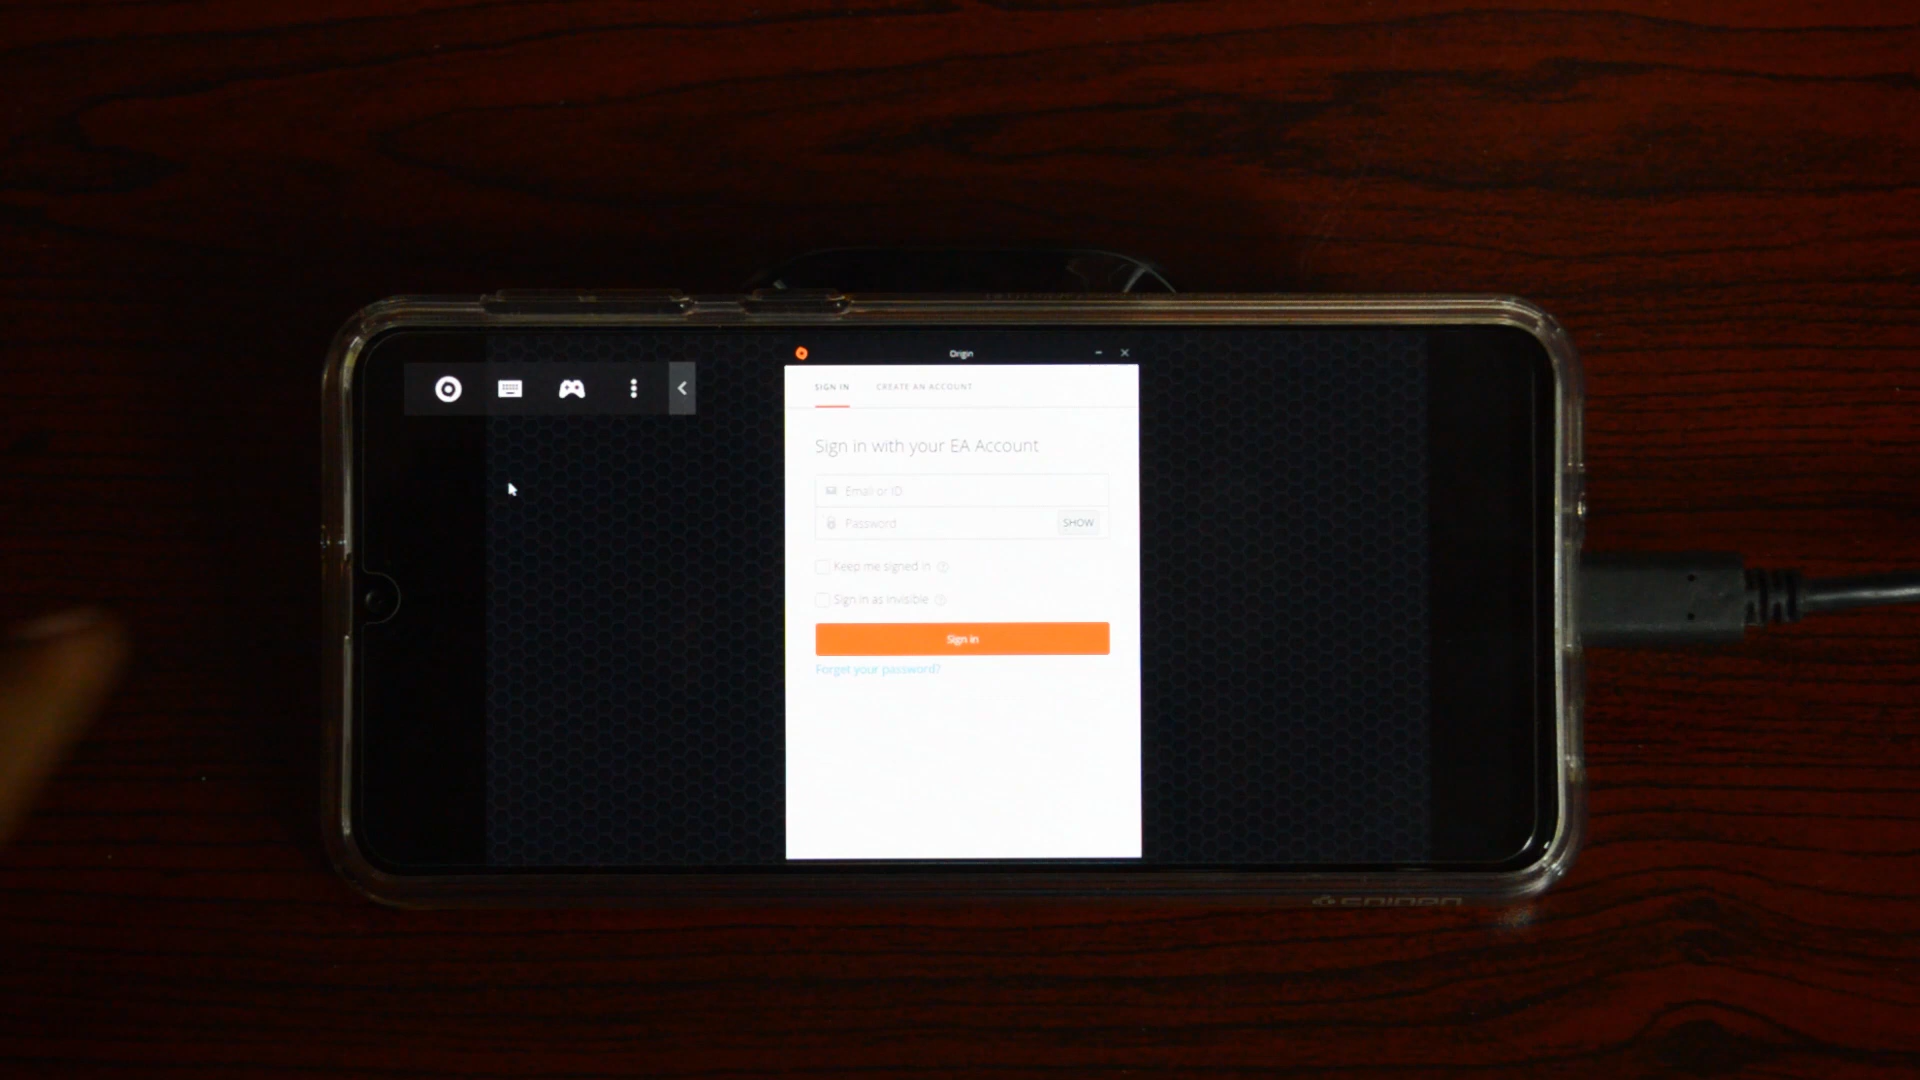 Origin
SIGN IN CREATE AN ACCOUNT
Sign in with your EA Account
Email or ID
Password SHOW
Keep me signed in
Sign in as invisible
Sign in
Forget your password?